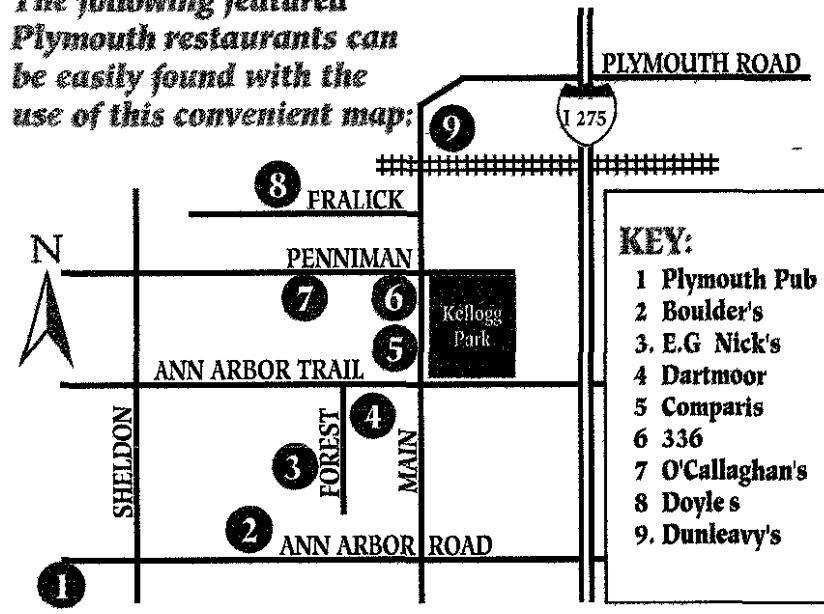 The following featured
Plymouth restaurants can
be easily found with the
use of this convenient map:
PLYMOUTH ROAD
I 275
9
8
FRALICK
N
PENNIMAN
7
6
Kellogg
Park
5
ANN ARBOR TRAIL
SHELDON
FOREST
MAIN
4
3
2
ANN ARBOR ROAD
1
KEY:
1 Plymouth Pub
2 Boulder's
3. E.G Nick's
4 Dartmoor
5 Comparis
6 336
7 O'Callaghan's
8 Doyle s
9. Dunleavy's